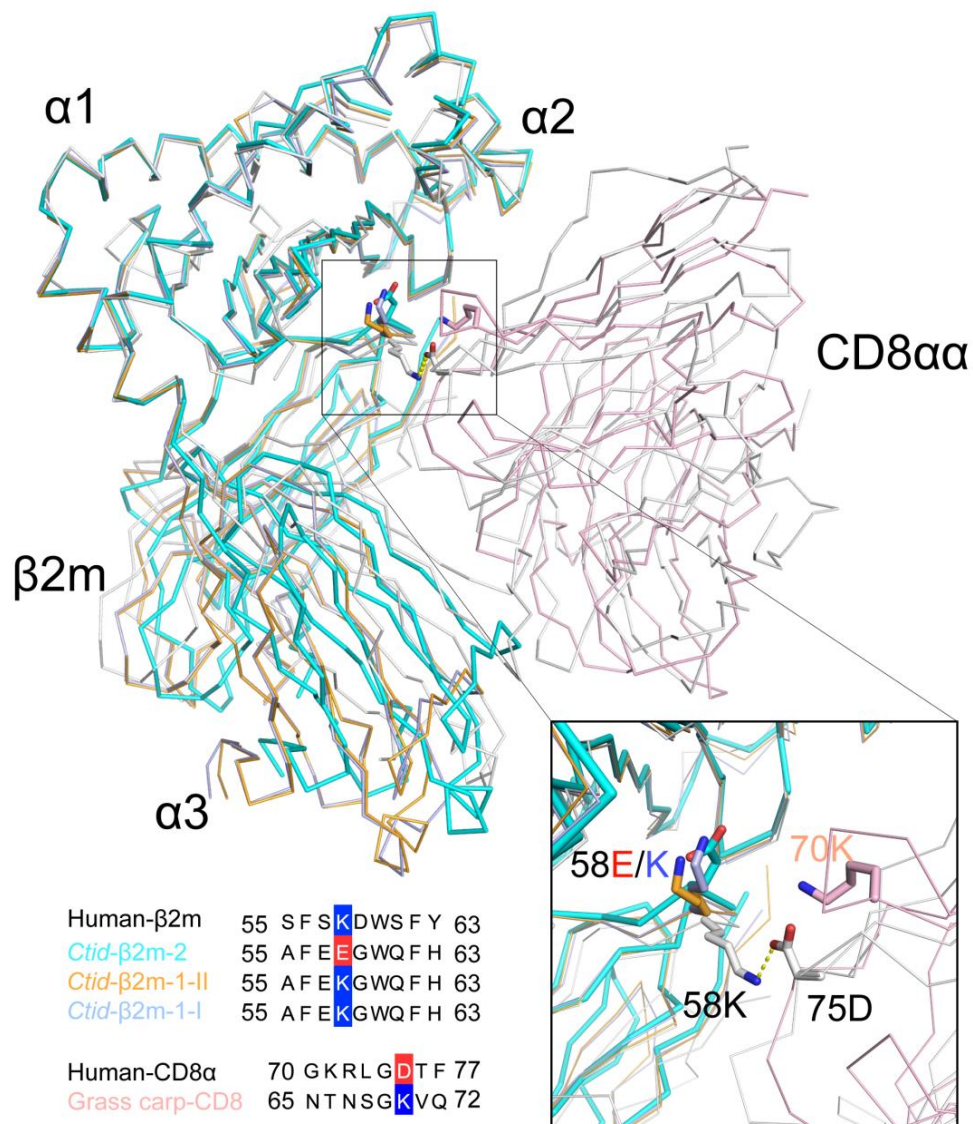 α1
α2
CD8αα
β2m
α3
58E/K
70K
58K
75D
Human-β2m 55 S F S K D W S F Y 63
Ctid-β2m-2 55 A F E E G W Q F H 63
Ctid-β2m-1-II 55 A F E K G W Q F H 63
Ctid-β2m-1-I 55 A F E K G W Q F H 63
Human-CD8α 70 G K R L G D T F 77
Grass carp-CD8 65 N T N S G K V Q 72